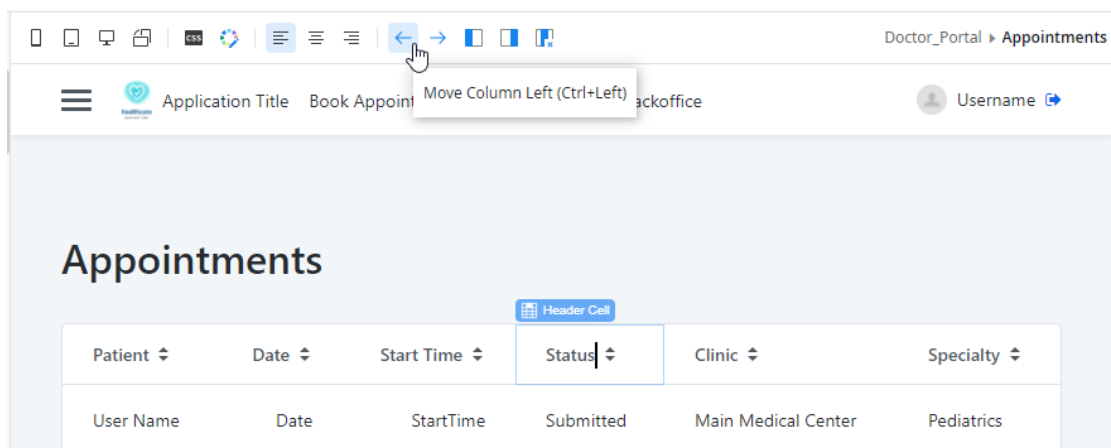 CSS
Doctor_Portal ▸ Appointments
Move Column Left (Ctrl+Left)
healthcare
Application Title Book Appoint ackoffice Username
Appointments
Header Cell
Patient Date Start Time Status Clinic Specialty
User Name Date StartTime Submitted Main Medical Center Pediatrics